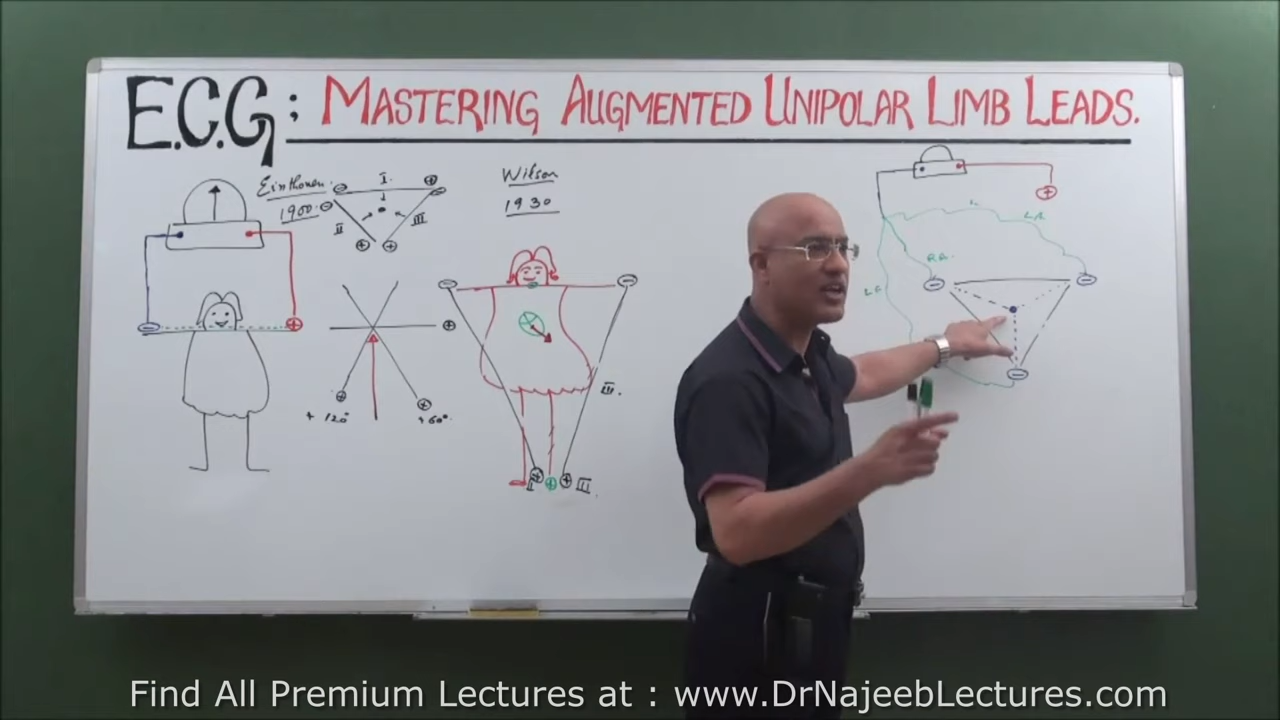 E.C.G; MASTERING AUGMENTED UNIPOLAR LIMB LEADS.
Einthoven
1900
I
II
III
Wilson
1930
+120°
+60°
III.
III.
RA.
LA
LF
Find All Premium Lectures at : www.DrNajeebLectures.com